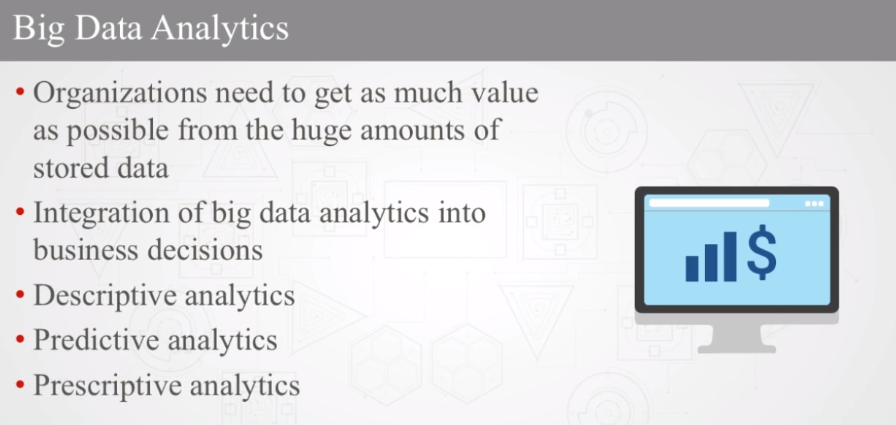 Big Data Analytics
• Organizations need to get as much value
as possible from the huge amounts of
stored data
• Integration of big data analytics into
business decisions
• Descriptive analytics
• Predictive analytics
• Prescriptive analytics
$